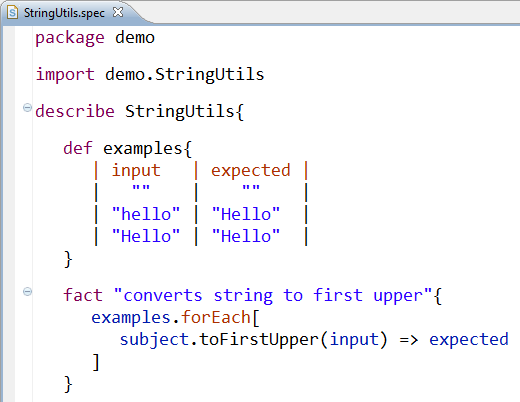 StringUtils.spec
package demo
import demo.StringUtils
describe StringUtils{
def examples{
| input | expected |
| "" | "" |
| "hello" | "Hello" |
| "Hello" | "Hello" |
}
fact "converts string to first upper"{
examples.forEach[
subject.toFirstUpper(input) => expected
]
}